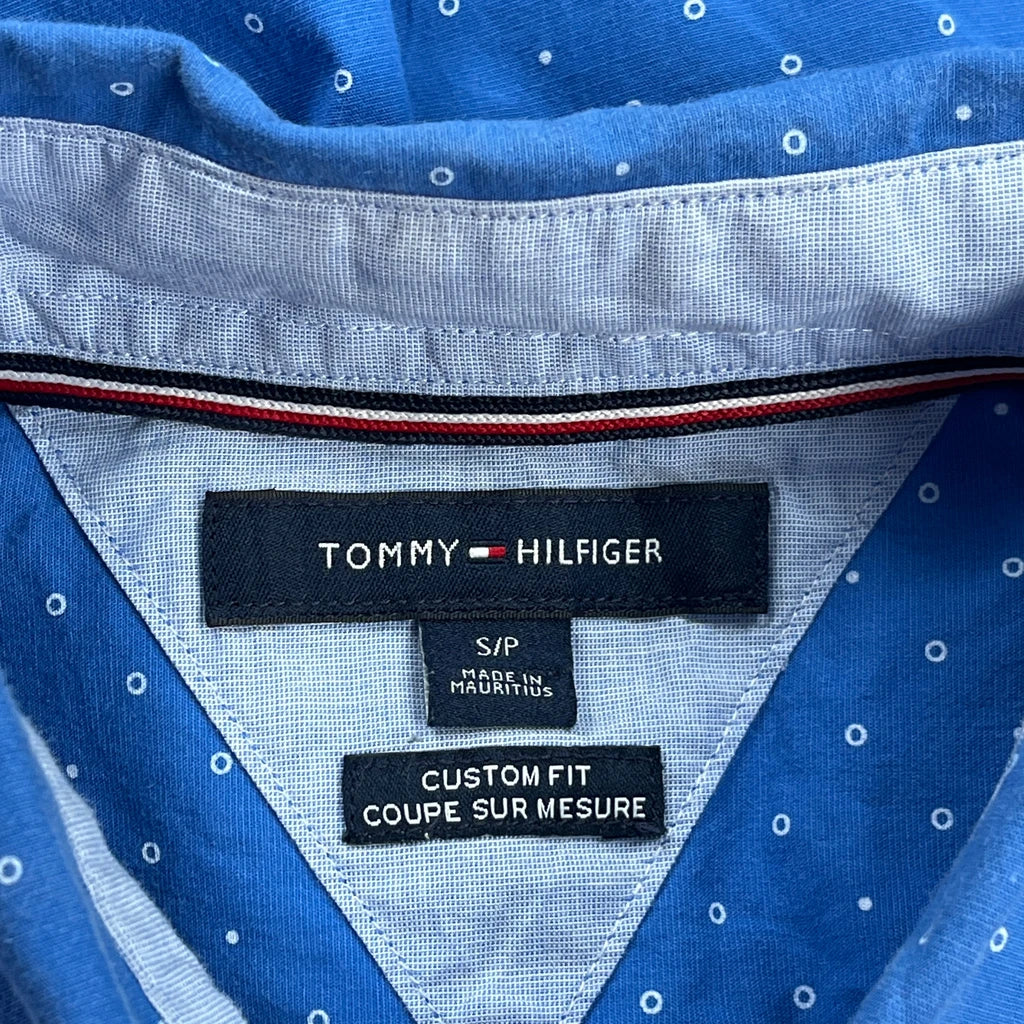 TOMMY HILFIGER
S/P
MADE IN
MAURITIUS
CUSTOM FIT
COUPE SUR MESURE